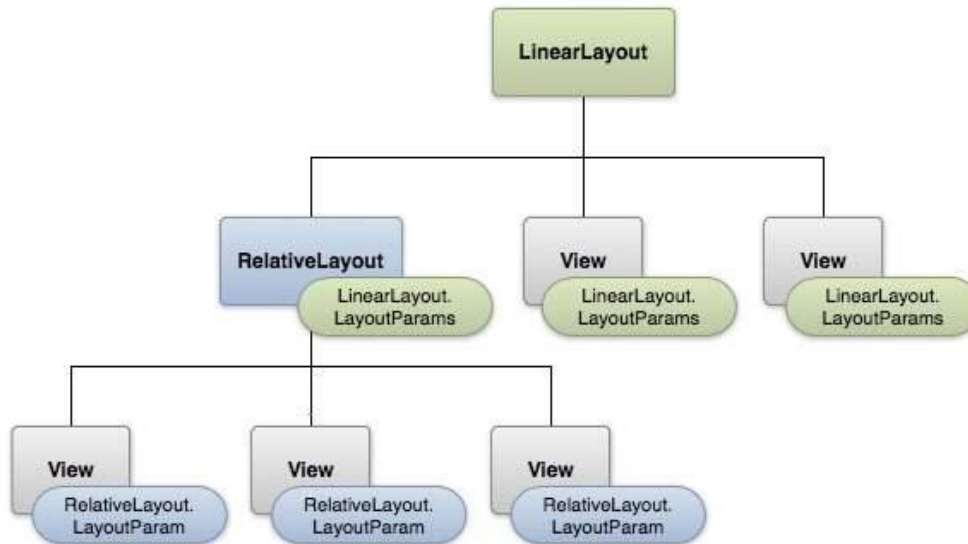 LinearLayout
RelativeLayout
LinearLayout.
LayoutParams
View
LinearLayout.
LayoutParams
View
LinearLayout.
LayoutParams
View
RelativeLayout.
LayoutParam
View
RelativeLayout.
LayoutParam
View
RelativeLayout.
LayoutParam